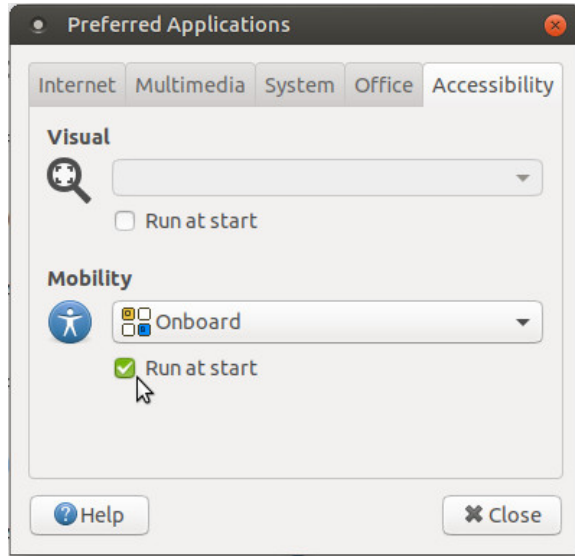 Preferred Applications
Internet Multimedia System Office Accessibility
Visual
Run at start
Mobility
Onboard
Run at start
Help Close